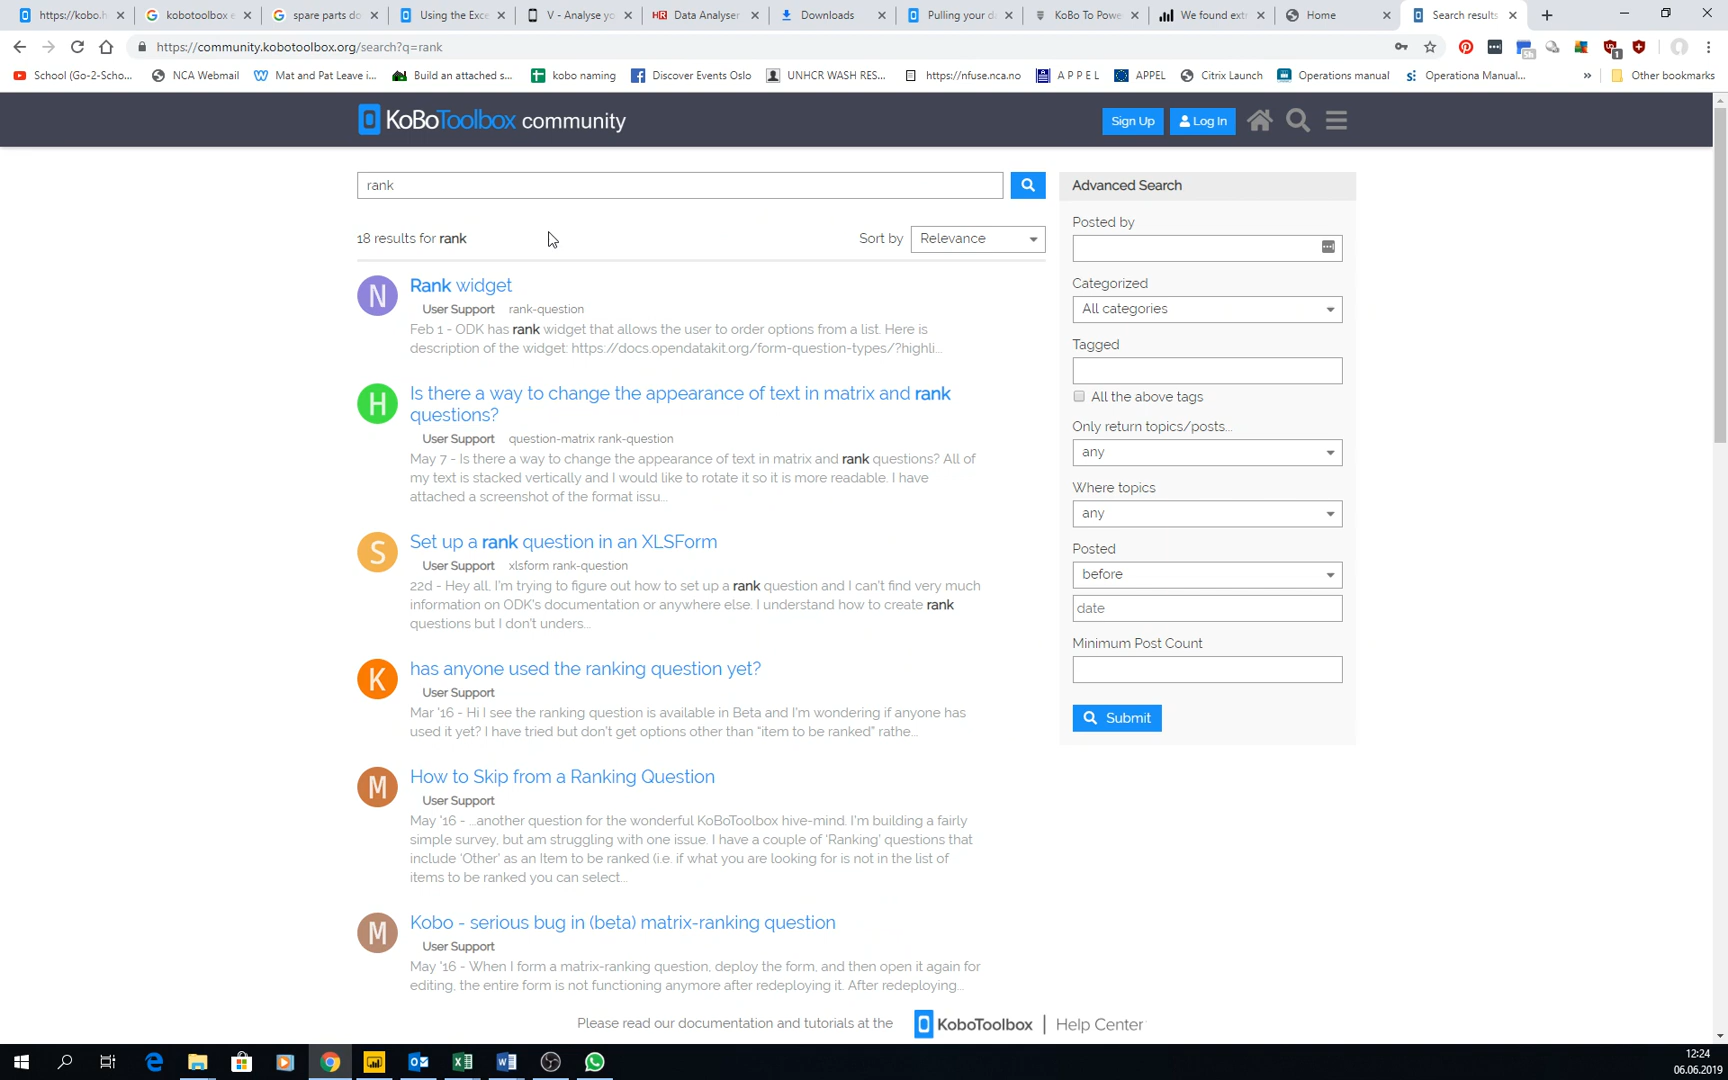 https://kobo.h
kobotoolbox e
spare parts do
Using the Exce
V - Analyse yo
Data Analyser
Downloads
Pulling your da
KoBo To Powe
We found extr
Home
Search results
https://community.kobotoolbox.org/search?q=rank
School (Go-2-Scho...
NCA Webmail
Mat and Pat Leave i...
Build an attached s...
kobo naming
Discover Events Oslo
UNHCR WASH RES...
https://nfuse.nca.no
A P P E L
APPEL
Citrix Launch
Operations manual
Operationa Manual...
»
Other bookmarks
KoBoToolbox community
Sign Up
Log In
rank
18 results for rank
Sort by
Relevance
N
Rank widget
User Support rank-question
Feb 1 - ODK has rank widget that allows the user to order options from a list. Here is
description of the widget: https://docs.opendatakit.org/form-question-types/?highli...
H
Is there a way to change the appearance of text in matrix and rank
questions?
User Support question-matrix rank-question
May 7 - Is there a way to change the appearance of text in matrix and rank questions? All of
my text is stacked vertically and I would like to rotate it so it is more readable. I have
attached a screenshot of the format issu...
S
Set up a rank question in an XLSForm
User Support xlsform rank-question
22d - Hey all, I'm trying to figure out how to set up a rank question and I can't find very much
information on ODK's documentation or anywhere else. I understand how to create rank
questions but I don't unders...
K
has anyone used the ranking question yet?
User Support
Mar '16 - Hi I see the ranking question is available in Beta and I'm wondering if anyone has
used it yet? I have tried but don't get options other than "item to be ranked" rathe...
M
How to Skip from a Ranking Question
User Support
May '16 - ...another question for the wonderful KoBoToolbox hive-mind. I'm building a fairly
simple survey, but am struggling with one issue. I have a couple of 'Ranking' questions that
include 'Other' as an Item to be ranked (i.e. if what you are looking for is not in the list of
items to be ranked you can select...
M
Kobo - serious bug in (beta) matrix-ranking question
User Support
May '16 - When I form a matrix-ranking question, deploy the form, and then open it again for
editing, the entire form is not functioning anymore after redeploying it. After redeploying...
Advanced Search
Posted by
Categorized
All categories
Tagged
All the above tags
Only return topics/posts...
any
Where topics
any
Posted
before
date
Minimum Post Count
Submit
Please read our documentation and tutorials at the KoboToolbox | Help Center
12:24
06.06.2019